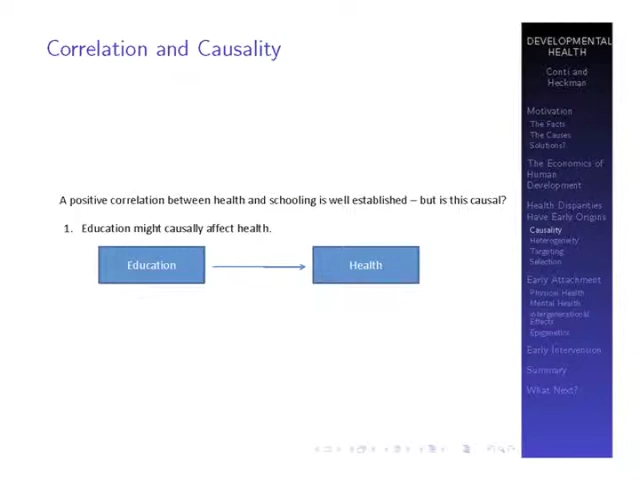 Correlation and Causality
A positive correlation between health and schooling is well established – but is this causal?
1. Education might causally affect health.
Education
Health
DEVELOPMENTAL
HEALTH
Conti and
Heckman
Motivation
The Facts
The Causes
Solutions?
The Economics of
Human
Development
Health Disparities
Have Early Origins
Causality
Heterogeneity
Targeting
Selection
Early Attachment
Physical Health
Mental Health
Intergenerational
Effects
Epigenetics
Early Intervention
Summary
What Next?